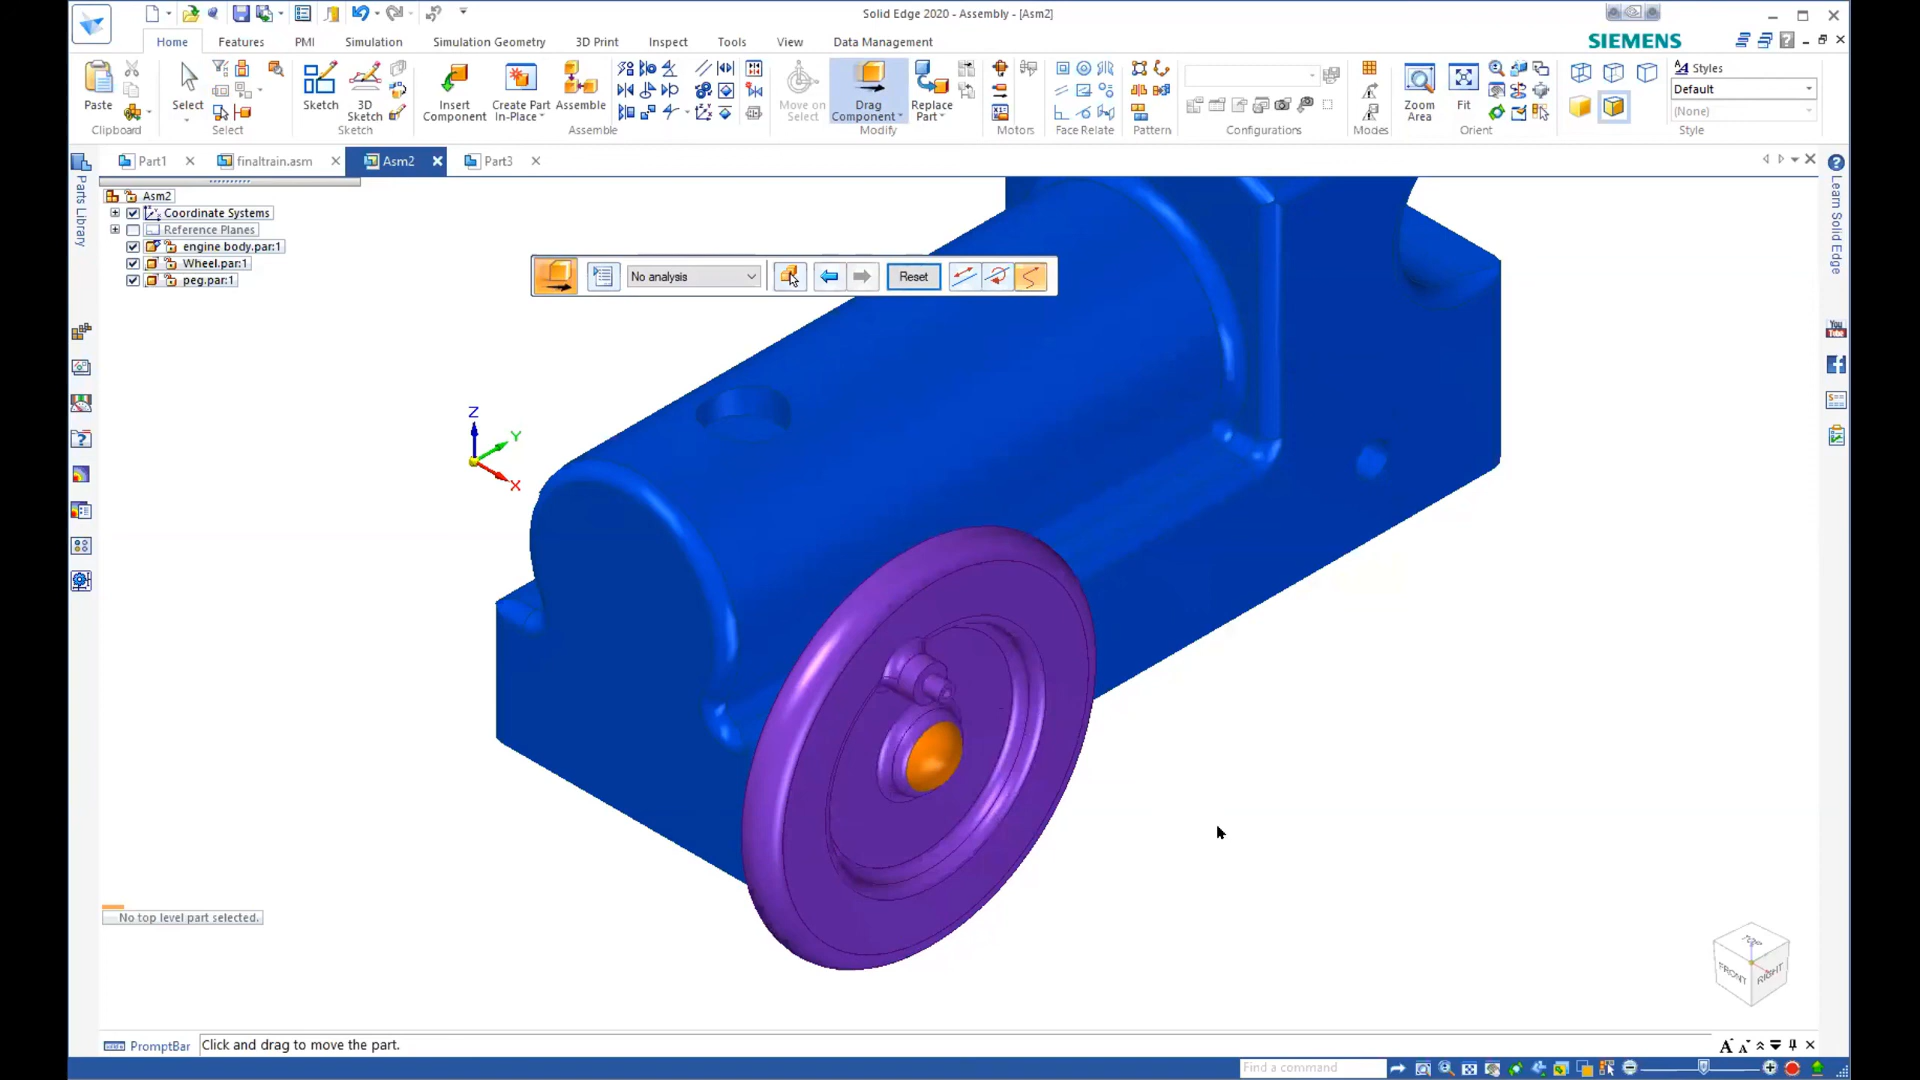 Solid Edge 2020 - Assembly - [Asm2]
Home Features PMI Simulation Simulation Geometry 3D Print Inspect Tools View Data Management
SIEMENS
Paste
Clipboard
Select
Select
Sketch
3D Sketch
Sketch
Insert Component
Create Part In-Place
Assemble
Assemble
Move on Select
Drag Component
Replace Part
Modify
Motors
Face Relate
Pattern
Configurations
Modes
Zoom Area
Fit
Orient
Styles
Default
(None)
Style
Part1
finaltrain.asm
Asm2
Part3
Parts Library
Learn Solid Edge
You Tube
Asm2
Coordinate Systems
Reference Planes
engine body.par:1
Wheel.par:1
peg.par:1
No analysis
Reset
Z
Y
X
No top level part selected.
TOP
FRONT
RIGHT
PromptBar
Click and drag to move the part.
A A
Find a command